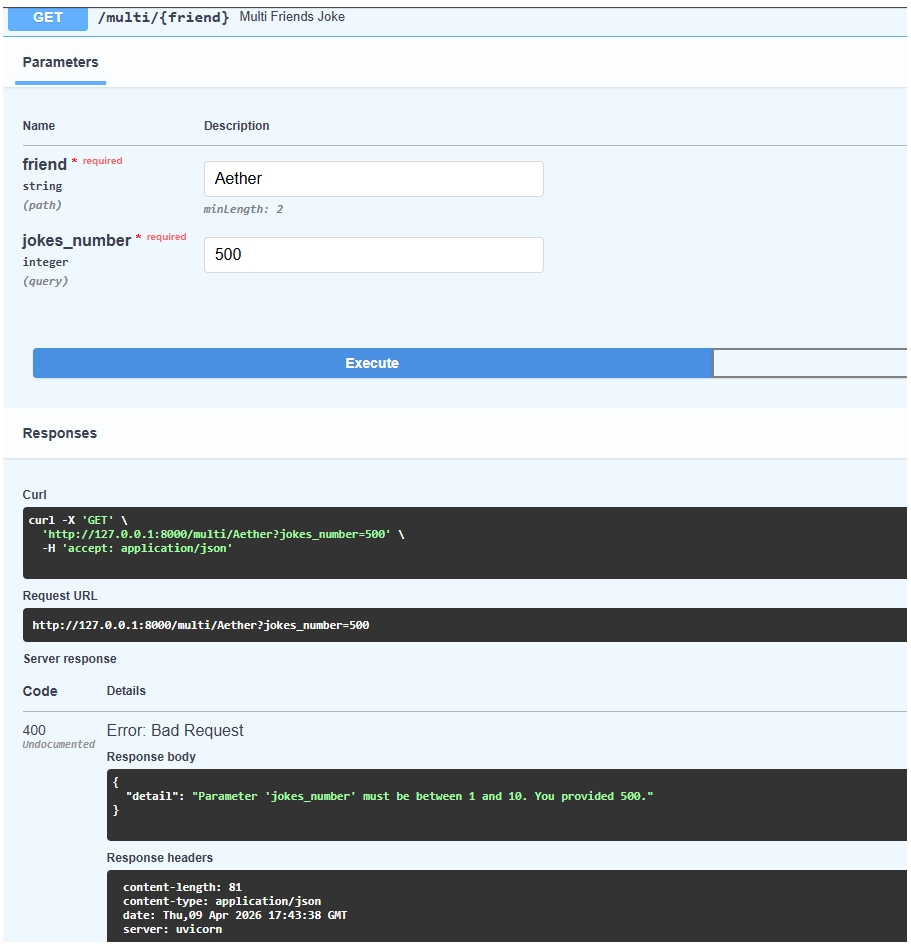 GET /multi/{friend} Multi Friends Joke
Parameters
Name Description
friend * required
string
(path)
Aether
minLength: 2
jokes_number * required
integer
(query)
500
Execute
Responses
Curl
curl -X 'GET' \
'http://127.0.0.1:8000/multi/Aether?jokes_number=500' \
-H 'accept: application/json'
Request URL
http://127.0.0.1:8000/multi/Aether?jokes_number=500
Server response
Code Details
400
Undocumented
Error: Bad Request
Response body
{
"detail": "Parameter 'jokes_number' must be between 1 and 10. You provided 500."
}
Response headers
content-length: 81
content-type: application/json
date: Thu,09 Apr 2026 17:43:38 GMT
server: uvicorn